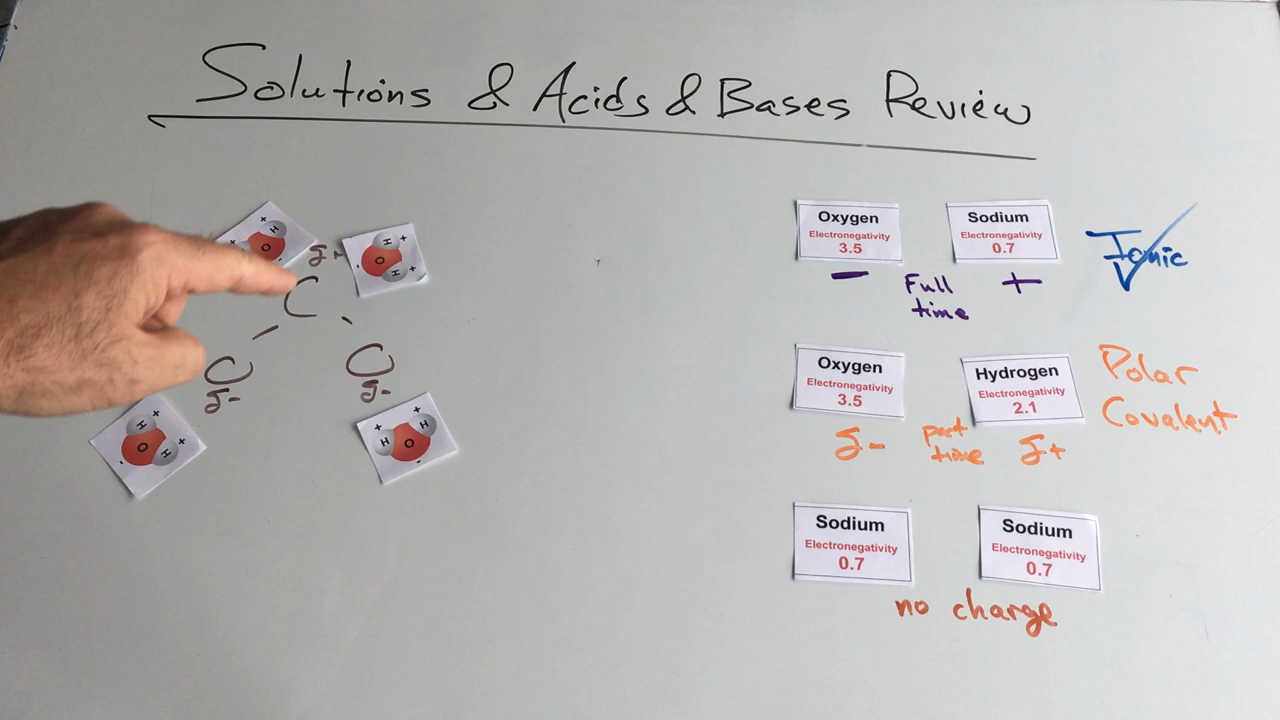 Solutions & Acids & Bases Review
+
H
O
δ+
H
+
O
H
+
-
C
O
δ-
O
δ-
+
H
O
H
+
-
+
H
H
O
+
-
Oxygen
Electronegativity
3.5
Sodium
Electronegativity
0.7
Ionic
-
Full
time
+
Oxygen
Electronegativity
3.5
Hydrogen
Electronegativity
2.1
Polar
Covalent
δ-
part
time
δ+
Sodium
Electronegativity
0.7
Sodium
Electronegativity
0.7
no charge